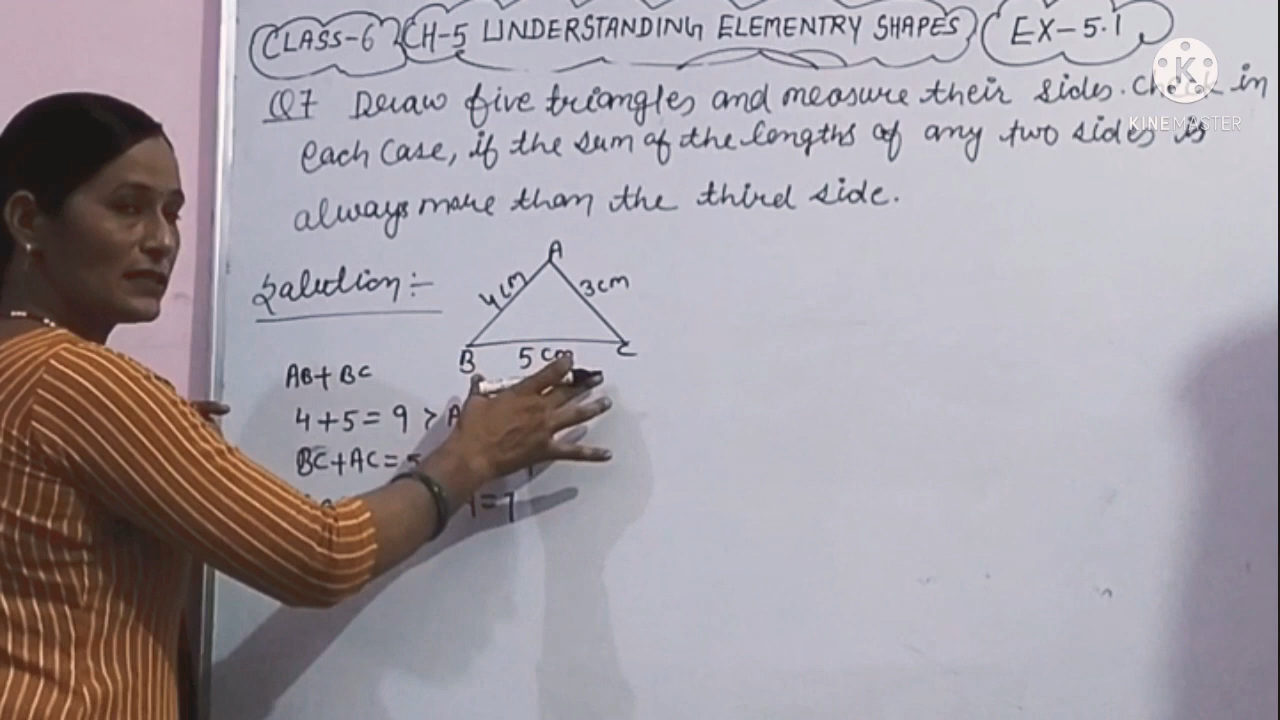 CLASS-6 CH-5 UNDERSTANDING ELEMENTRY SHAPES EX-5.1
Q7 Draw five triangles and measure their sides. Check in
each case, if the sum of the lengths of any two sides is
always more than the third side.
Solution :-
A
4cm 3cm
B 5 cm C
AB + BC
4 + 5 = 9 > A
BC + AC = 5
= 7
K
KINEMASTER